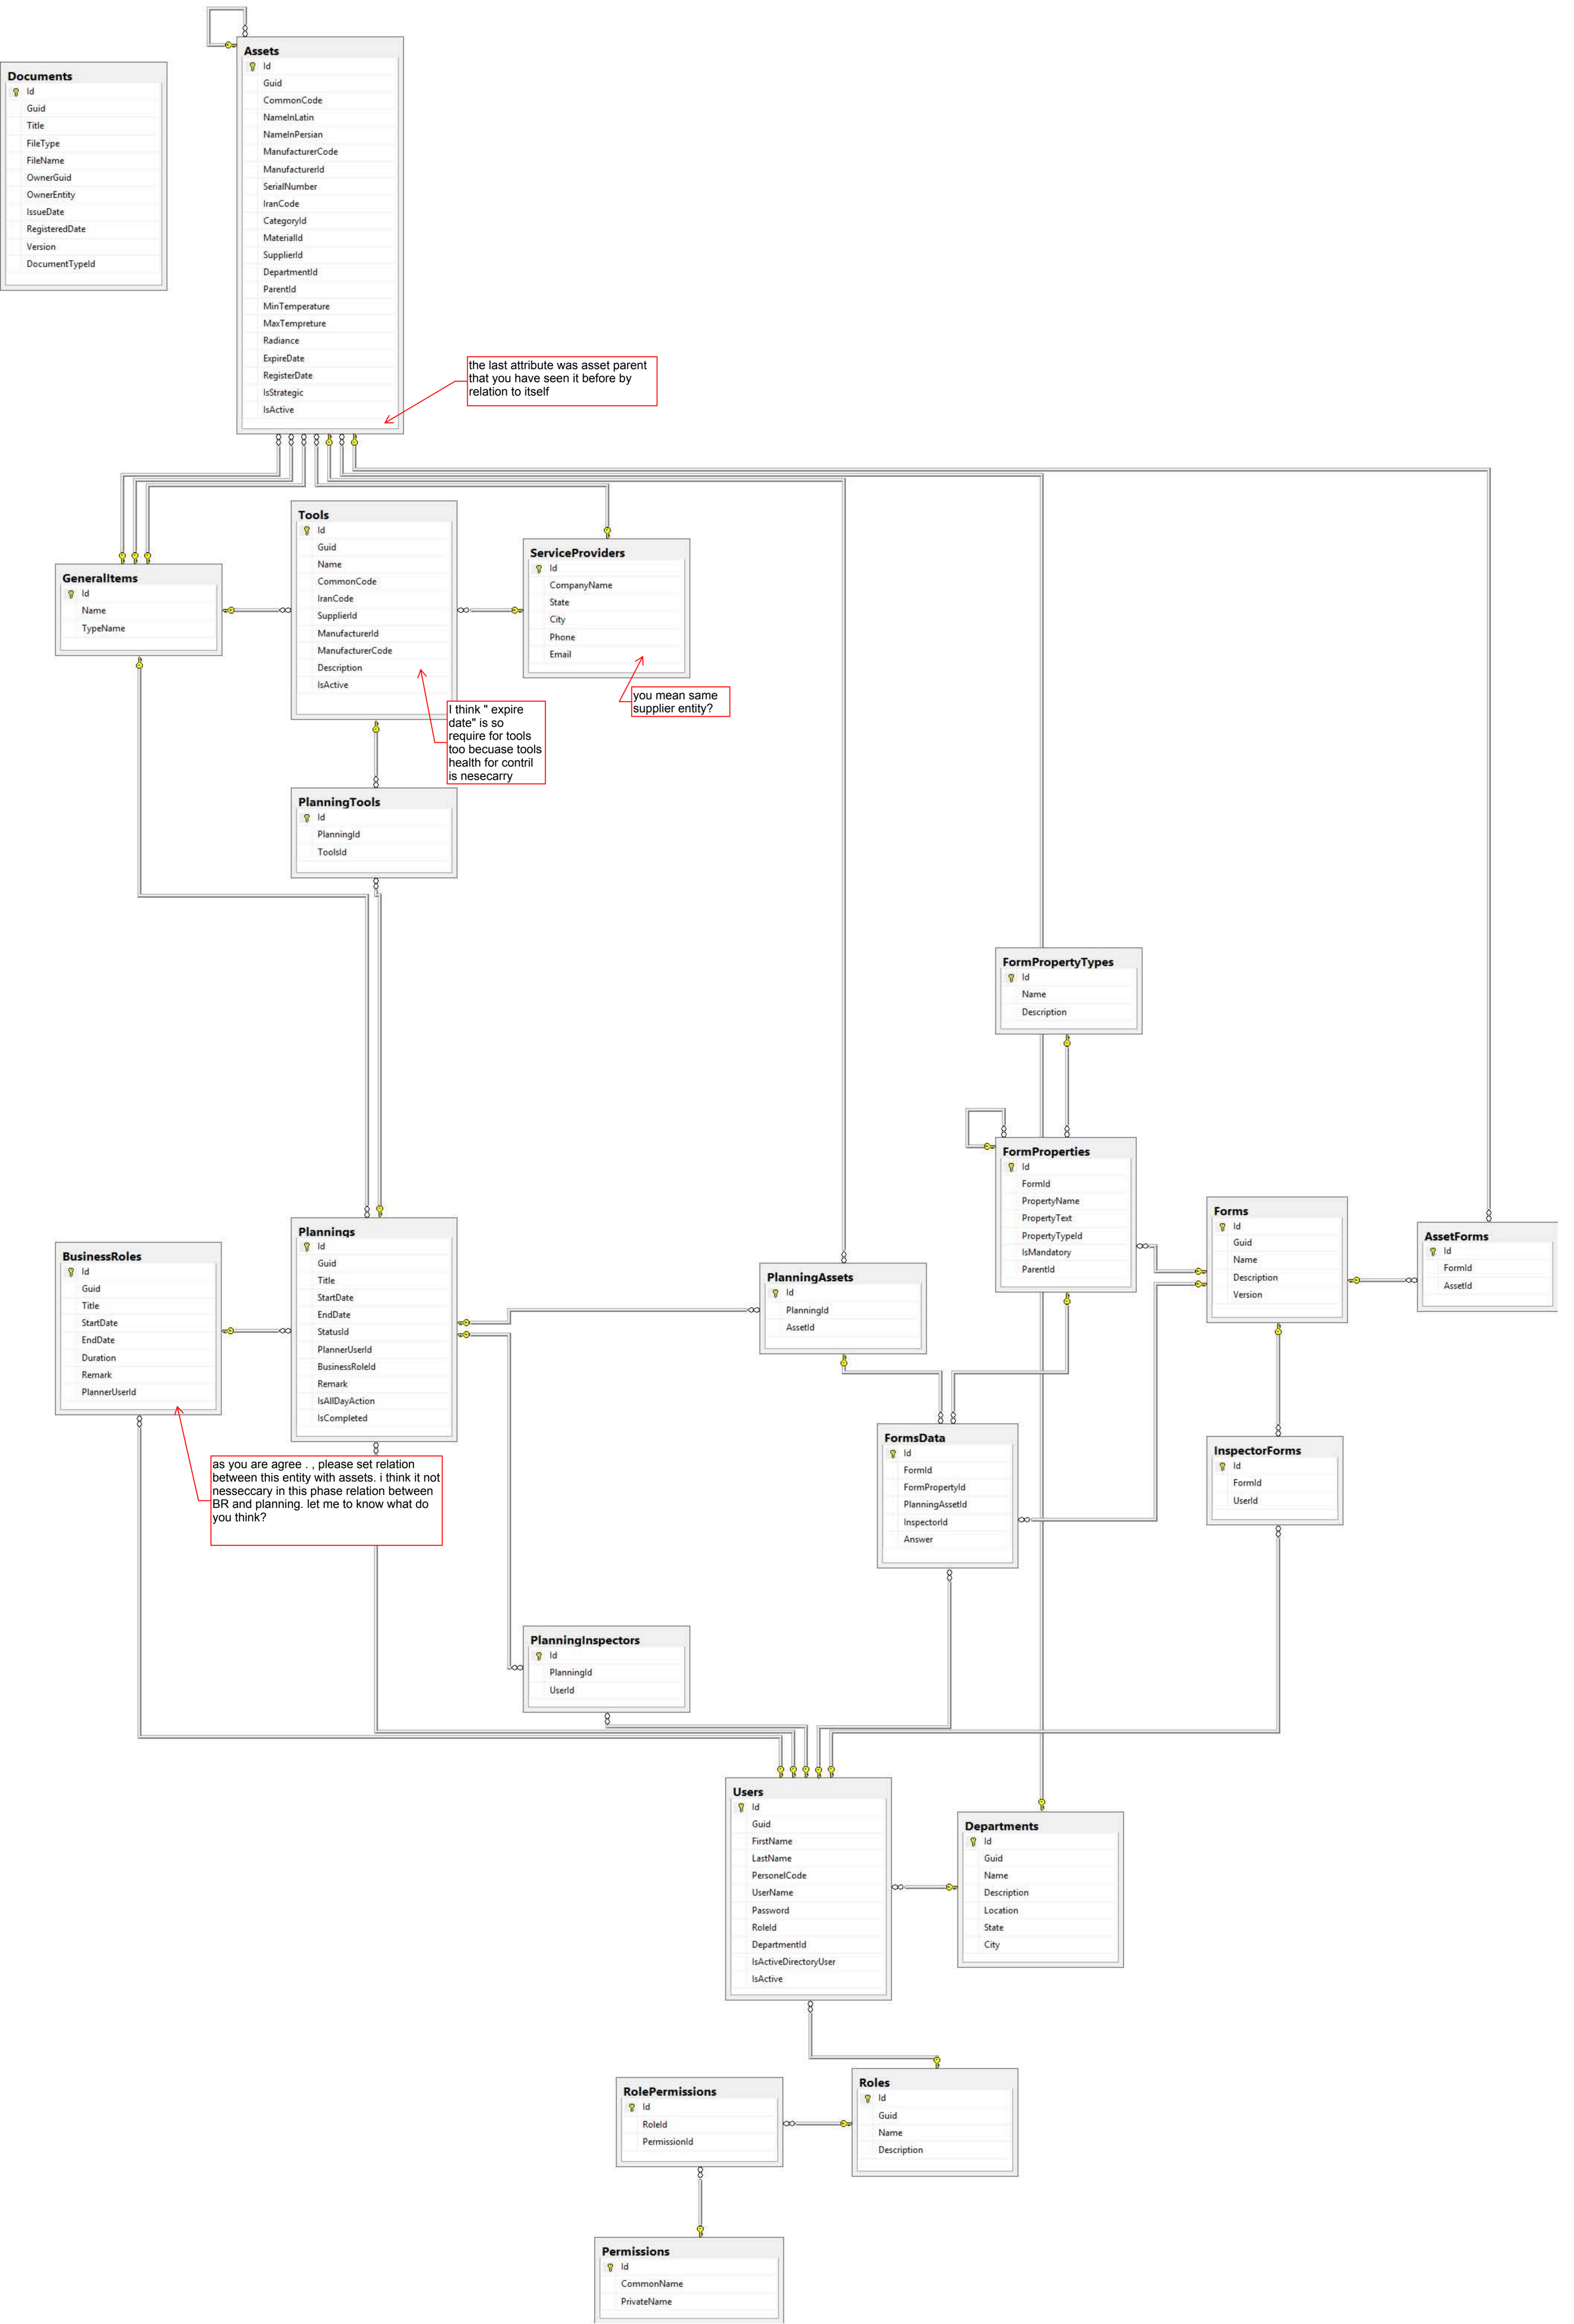 Assets
Id
Guid
CommonCode
NameInLatin
NameInPersian
ManufacturerCode
ManufacturerId
SerialNumber
IranCode
CategoryId
MaterialId
SupplierId
DepartmentId
ParentId
MinTemperature
MaxTempreture
Radiance
ExpireDate
RegisterDate
IsStrategic
IsActive
Documents
Id
Guid
Title
FileType
FileName
OwnerGuid
OwnerEntity
IssueDate
RegisteredDate
Version
DocumentTypeId
the last attribute was asset parent
that you have seen it before by
relation to itself
Tools
Id
Guid
Name
CommonCode
IranCode
SupplierId
ManufacturerId
ManufacturerCode
Description
IsActive
ServiceProviders
Id
CompanyName
State
City
Phone
Email
GeneralItems
Id
Name
TypeName
you mean same
supplier entity?
I think " expire
date" is so
require for tools
too becuase tools
health for contril
is nesecarry
PlanningTools
Id
PlanningId
ToolsId
FormPropertyTypes
Id
Name
Description
FormProperties
Id
FormId
PropertyName
PropertyText
PropertyTypeId
IsMandatory
ParentId
Forms
Id
Guid
Name
Description
Version
AssetForms
Id
FormId
AssetId
Plannings
Id
Guid
Title
StartDate
EndDate
StatusId
PlannerUserId
BusinessRoleId
Remark
IsAllDayAction
IsCompleted
BusinessRoles
Id
Guid
Title
StartDate
EndDate
Duration
Remark
PlannerUserId
PlanningAssets
Id
PlanningId
AssetId
as you are agree . , please set relation
between this entity with assets. i think it not
nesseccary in this phase relation between
BR and planning. let me to know what do
you think?
FormsData
Id
FormId
FormPropertyId
PlanningAssetId
InspectorId
Answer
InspectorForms
Id
FormId
UserId
PlanningInspectors
Id
PlanningId
UserId
Users
Id
Guid
FirstName
LastName
PersonelCode
UserName
Password
RoleId
DepartmentId
IsActiveDirectoryUser
IsActive
Departments
Id
Guid
Name
Description
Location
State
City
Roles
Id
Guid
Name
Description
RolePermissions
Id
RoleId
PermissionId
Permissions
Id
CommonName
PrivateName